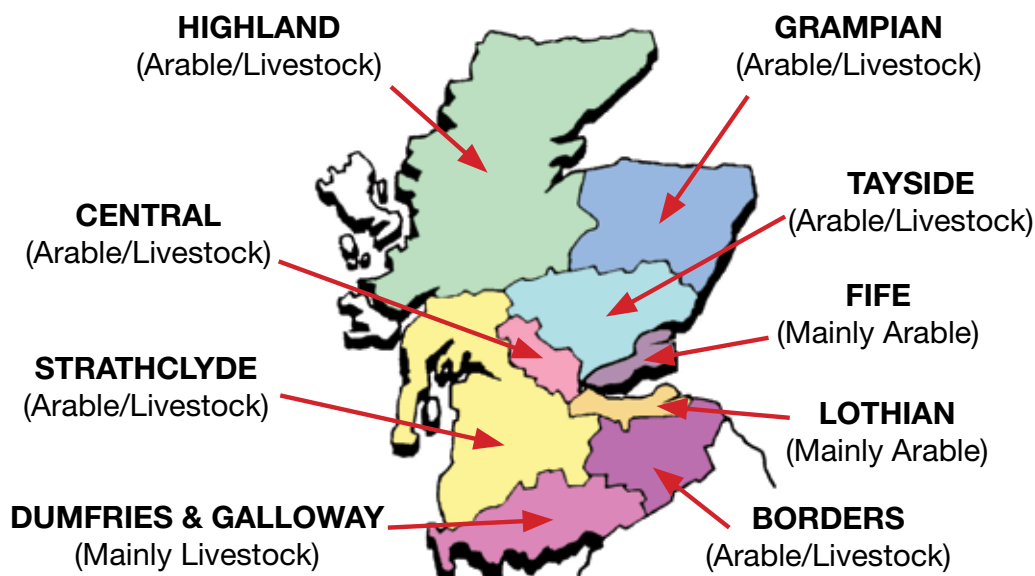 HIGHLAND
(Arable/Livestock)
GRAMPIAN
(Arable/Livestock)
TAYSIDE
(Arable/Livestock)
CENTRAL
(Arable/Livestock)
FIFE
(Mainly Arable)
STRATHCLYDE
(Arable/Livestock)
LOTHIAN
(Mainly Arable)
DUMFRIES & GALLOWAY
(Mainly Livestock)
BORDERS
(Arable/Livestock)